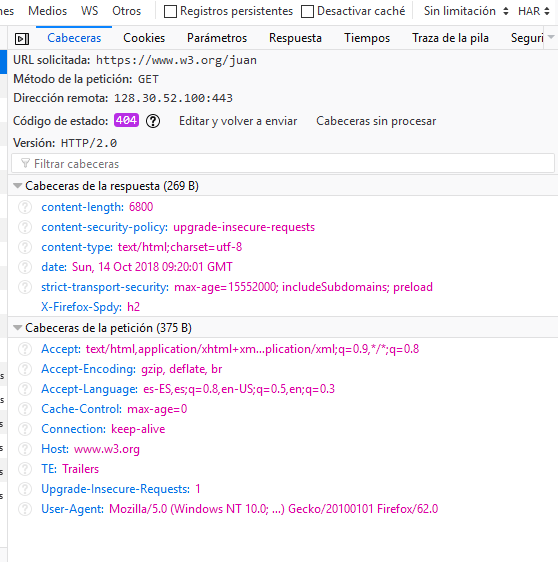 nes Medios WS Otros Registros persistentes Desactivar caché Sin limitación HAR
Cabeceras Cookies Parámetros Respuesta Tiempos Traza de la pila Seguri
URL solicitada: https://www.w3.org/juan
Método de la petición: GET
Dirección remota: 128.30.52.100:443
Código de estado: 404 ? Editar y volver a enviar Cabeceras sin procesar
Versión: HTTP/2.0
Filtrar cabeceras
Cabeceras de la respuesta (269 B)
? content-length: 6800
? content-security-policy: upgrade-insecure-requests
? content-type: text/html;charset=utf-8
? date: Sun, 14 Oct 2018 09:20:01 GMT
? strict-transport-security: max-age=15552000; includeSubdomains; preload
X-Firefox-Spdy: h2
Cabeceras de la petición (375 B)
? Accept: text/html,application/xhtml+xm…plication/xml;q=0.9,*/*;q=0.8
? Accept-Encoding: gzip, deflate, br
s ? Accept-Language: es-ES,es;q=0.8,en-US;q=0.5,en;q=0.3
s ? Cache-Control: max-age=0
s ? Connection: keep-alive
s ? Host: www.w3.org
s ? TE: Trailers
s ? Upgrade-Insecure-Requests: 1
? User-Agent: Mozilla/5.0 (Windows NT 10.0; …) Gecko/20100101 Firefox/62.0